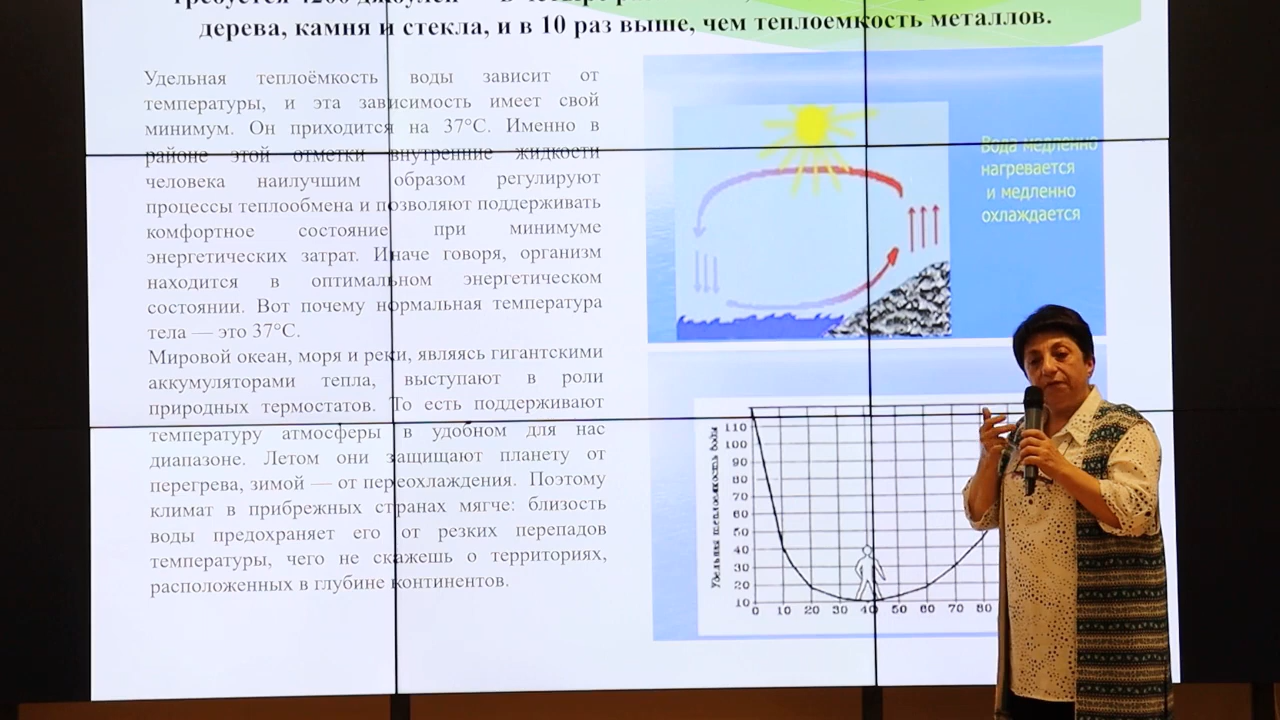 требуется 4200 джоулей
дерева, камня и стекла, и в 10 раз выше, чем теплоемкость металлов.
Удельная теплоёмкость воды зависит от
температуры, и эта зависимость имеет свой
минимум. Он приходится на 37°С. Именно в
районе этой отметки внутренние жидкости
человека наилучшим образом регулируют
процессы теплообмена и позволяют поддерживать
комфортное состояние при минимуме
энергетических затрат. Иначе говоря, организм
находится в оптимальном энергетическом
состоянии. Вот почему нормальная температура
тела — это 37°С.
Мировой океан, моря и реки, являясь гигантскими
аккумуляторами тепла, выступают в роли
природных термостатов. То есть поддерживают
температуру атмосферы в удобном для нас
диапазоне. Летом они защищают планету от
перегрева, зимой — от переохлаждения. Поэтому
климат в прибрежных странах мягче: близость
воды предохраняет его от резких перепадов
температуры, чего не скажешь о территориях,
расположенных в глубине континентов.
Вода медленно
нагревается
и медленно
охлаждается
Удельная теплоемкость воды
110
100
90
80
70
60
50
40
30
20
10
0 10 20 30 40 50 60 70 80